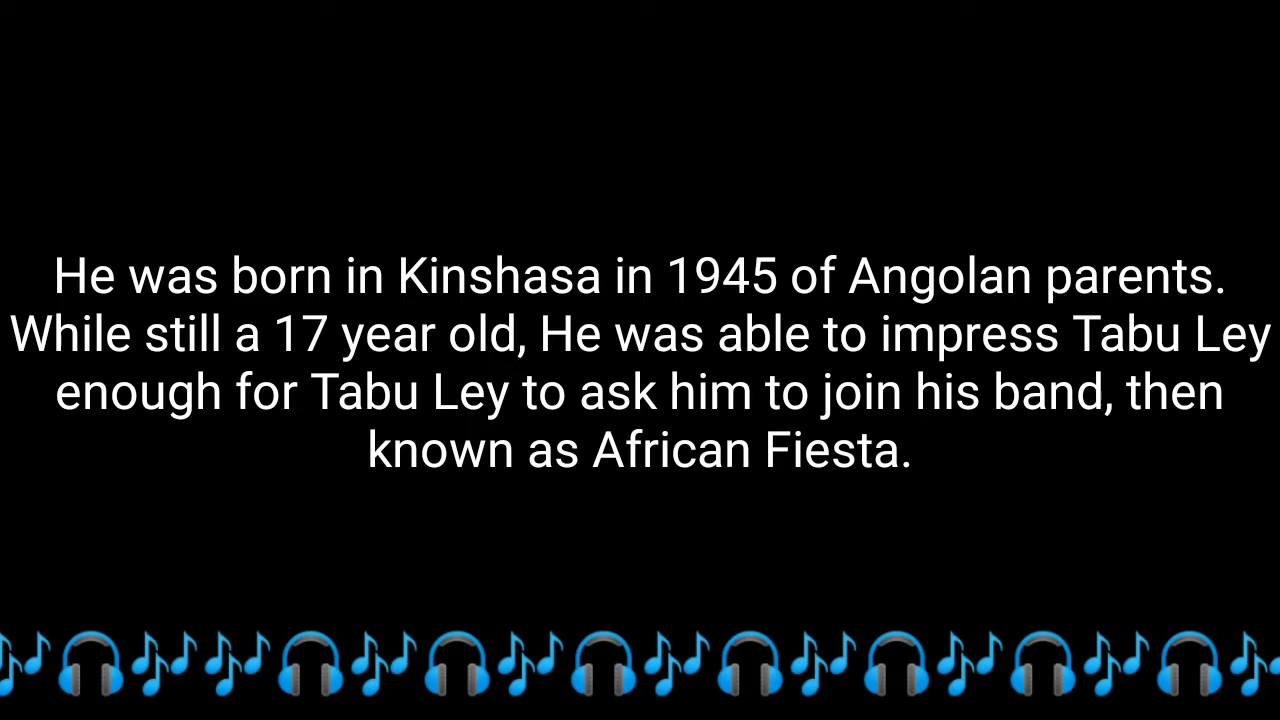 He was born in Kinshasa in 1945 of Angolan parents.
While still a 17 year old, He was able to impress Tabu Ley
enough for Tabu Ley to ask him to join his band, then
known as African Fiesta.